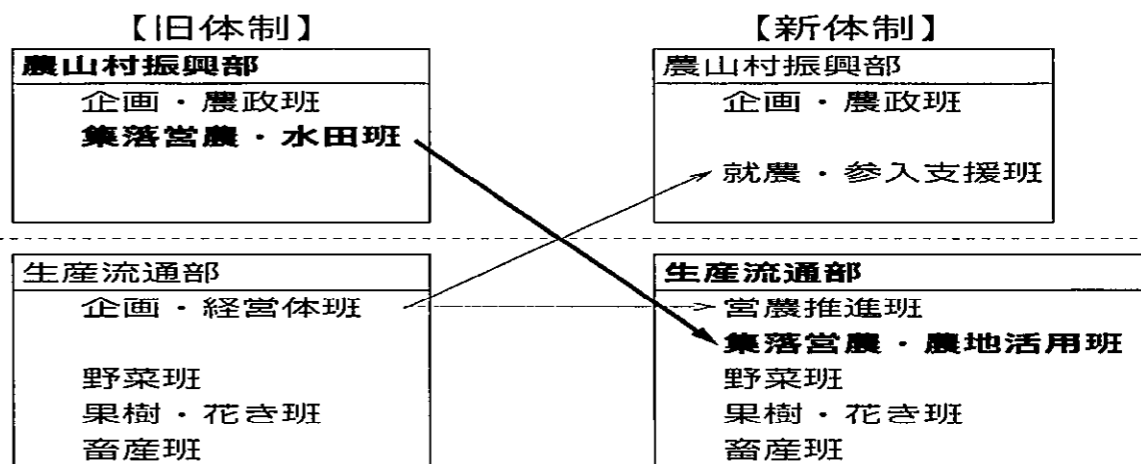 【旧体制】
農山村振興部
企画・農政班
集落営農・水田班
生産流通部
企画・経営体班
野菜班
果樹・花き班
畜産班
【新体制】
農山村振興部
企画・農政班
就農・参入支援班
生産流通部
営農推進班
集落営農・農地活用班
野菜班
果樹・花き班
畜産班